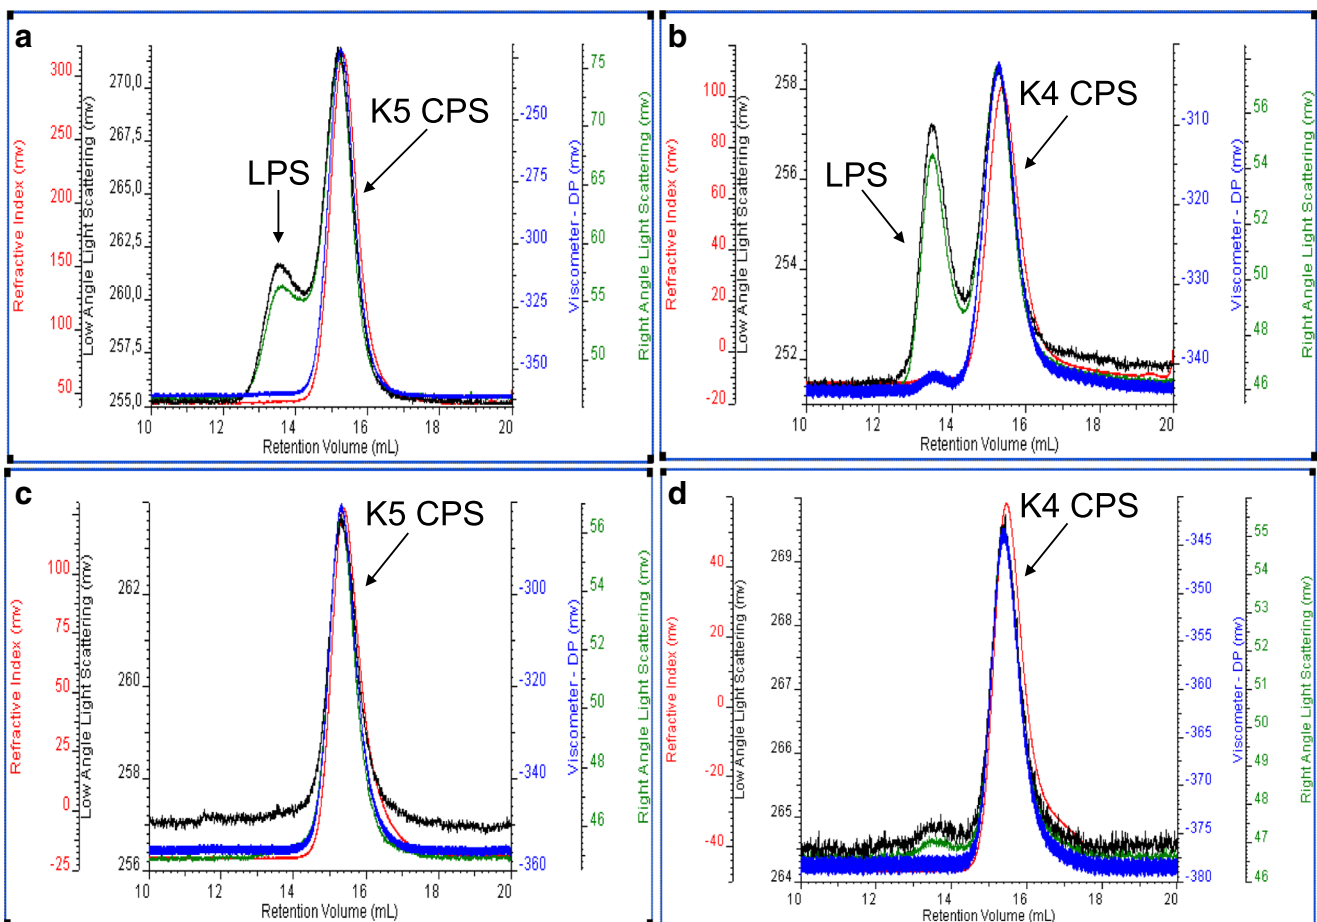 a
Refractive Index (mv)
300
250
200
150
100
50
Low Angle Light Scattering (mv)
270,0
267,5
265,0
262,5
260,0
257,5
255,0
LPS
K5 CPS
-250
-275
-300
-325
-350
Viscometer - DP (mv)
75
70
65
60
55
50
Right Angle Light Scattering (mv)
10 12 14 16 18 20
Retention Volume (mL)
b
Refractive Index (mv)
100
80
60
40
20
0
-20
Low Angle Light Scattering (mv)
258
256
254
252
LPS
K4 CPS
-310
-320
-330
-340
Viscometer - DP (mv)
56
54
52
50
48
46
Right Angle Light Scattering (mv)
10 12 14 16 18 20
Retention Volume (mL)
c
Refractive Index (mv)
100
75
50
25
0
-25
Low Angle Light Scattering (mv)
262
260
258
256
K5 CPS
-300
-320
-340
-360
Viscometer - DP (mv)
56
54
52
50
48
46
Right Angle Light Scattering (mv)
10 12 14 16 18 20
Retention Volume (mL)
d
Refractive Index (mv)
40
20
0
-20
-40
Low Angle Light Scattering (mv)
269
268
267
266
265
264
K4 CPS
-345
-350
-355
-360
-365
-370
-375
-380
Viscometer - DP (mv)
55
54
53
52
51
50
49
48
47
46
Right Angle Light Scattering (mv)
10 12 14 16 18 20
Retention Volume (mL)